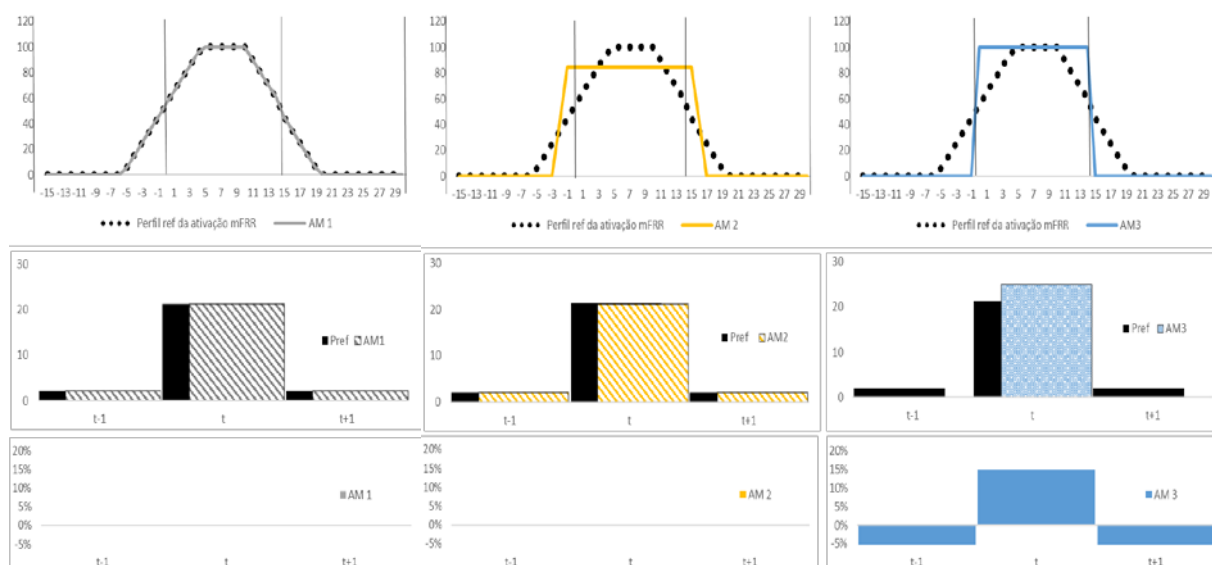 120
100
80
60
40
20
0
-15 -13 -11 -9 -7 -5 -3 -1 1 3 5 7 9 11 13 15 17 19 21 23 25 27 29
Perfil ref da ativação mFRR AM 1
120
100
80
60
40
20
0
-15 -13 -11 -9 -7 -5 -3 -1 1 3 5 7 9 11 13 15 17 19 21 23 25 27 29
Perfil ref da ativação mFRR AM 2
120
100
80
60
40
20
0
-15 -13 -11 -9 -7 -5 -3 -1 1 3 5 7 9 11 13 15 17 19 21 23 25 27 29
Perfil ref da ativação mFRR AM3
30
20
10
0
Pref AM1
t-1 t t+1
30
20
10
0
Pref AM2
t-1 t t+1
30
20
10
0
Pref AM3
t-1 t t+1
20%
15%
10%
5%
0%
-5%
AM 1
t-1 t t+1
20%
15%
10%
5%
0%
-5%
AM 2
t-1 t t+1
20%
15%
10%
5%
0%
-5%
AM 3
t-1 t t+1